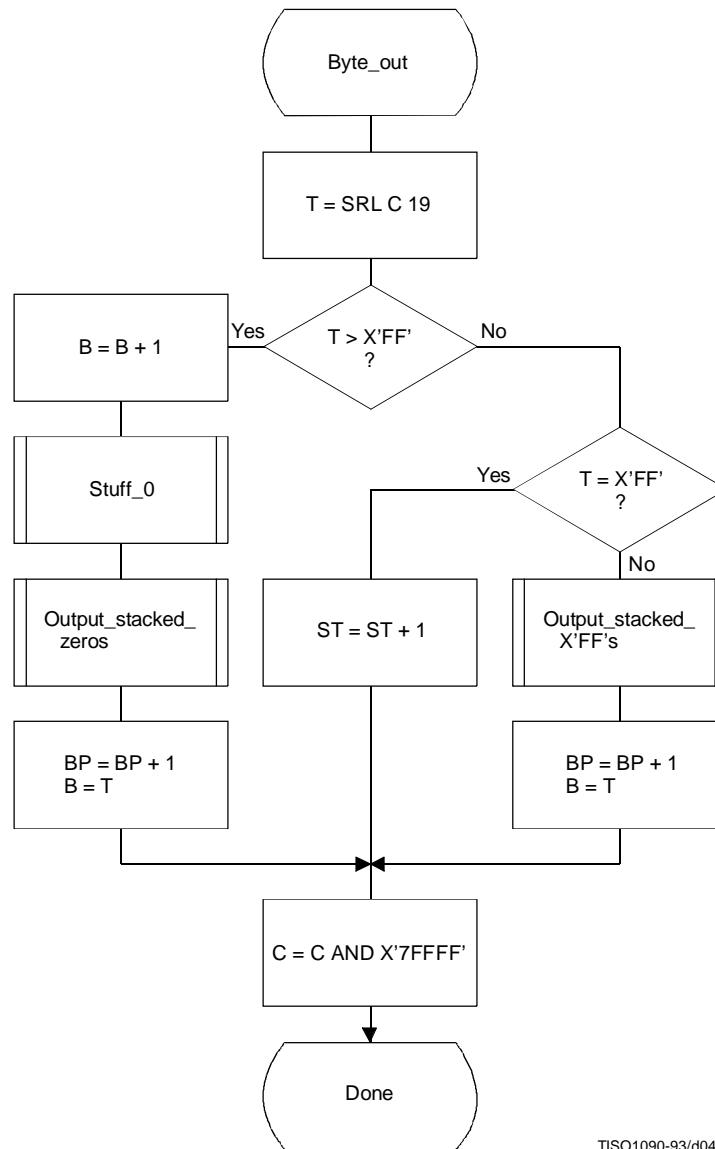 Byte_out
T = SRL C 19
T > X'FF'
?
Yes
No
B = B + 1
Stuff_0
Yes
T = X'FF'
?
No
Output_stacked_
zeros
ST = ST + 1
Output_stacked_
X'FF's
BP = BP + 1
B = T
BP = BP + 1
B = T
C = C AND X'7FFFF'
Done
TISO1090-93/d04